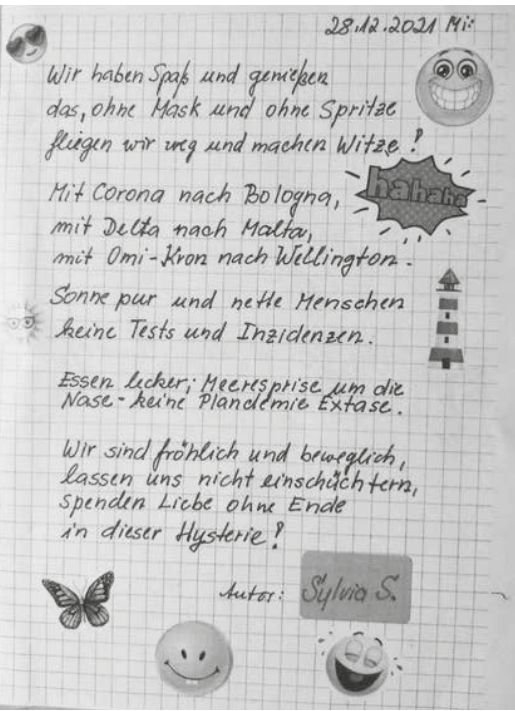 28.12.2021 Mi:
Wir haben Spaß und genießen
das, ohne Mask und ohne Spritze
fliegen wir weg und machen Witze!
hahaha
Mit Corona nach Bologna,
mit Delta nach Malta,
mit Omi-Kron nach Wellington.
Sonne pur und nette Menschen
keine Tests und Inzidenzen.
Essen lecker; Meeresprise um die
Nase - keine Plandemie Extase.
Wir sind fröhlich und beweglich,
lassen uns nicht einschüchtern,
spenden Liebe ohne Ende
in dieser Hysterie!
Autor: Sylvia S.